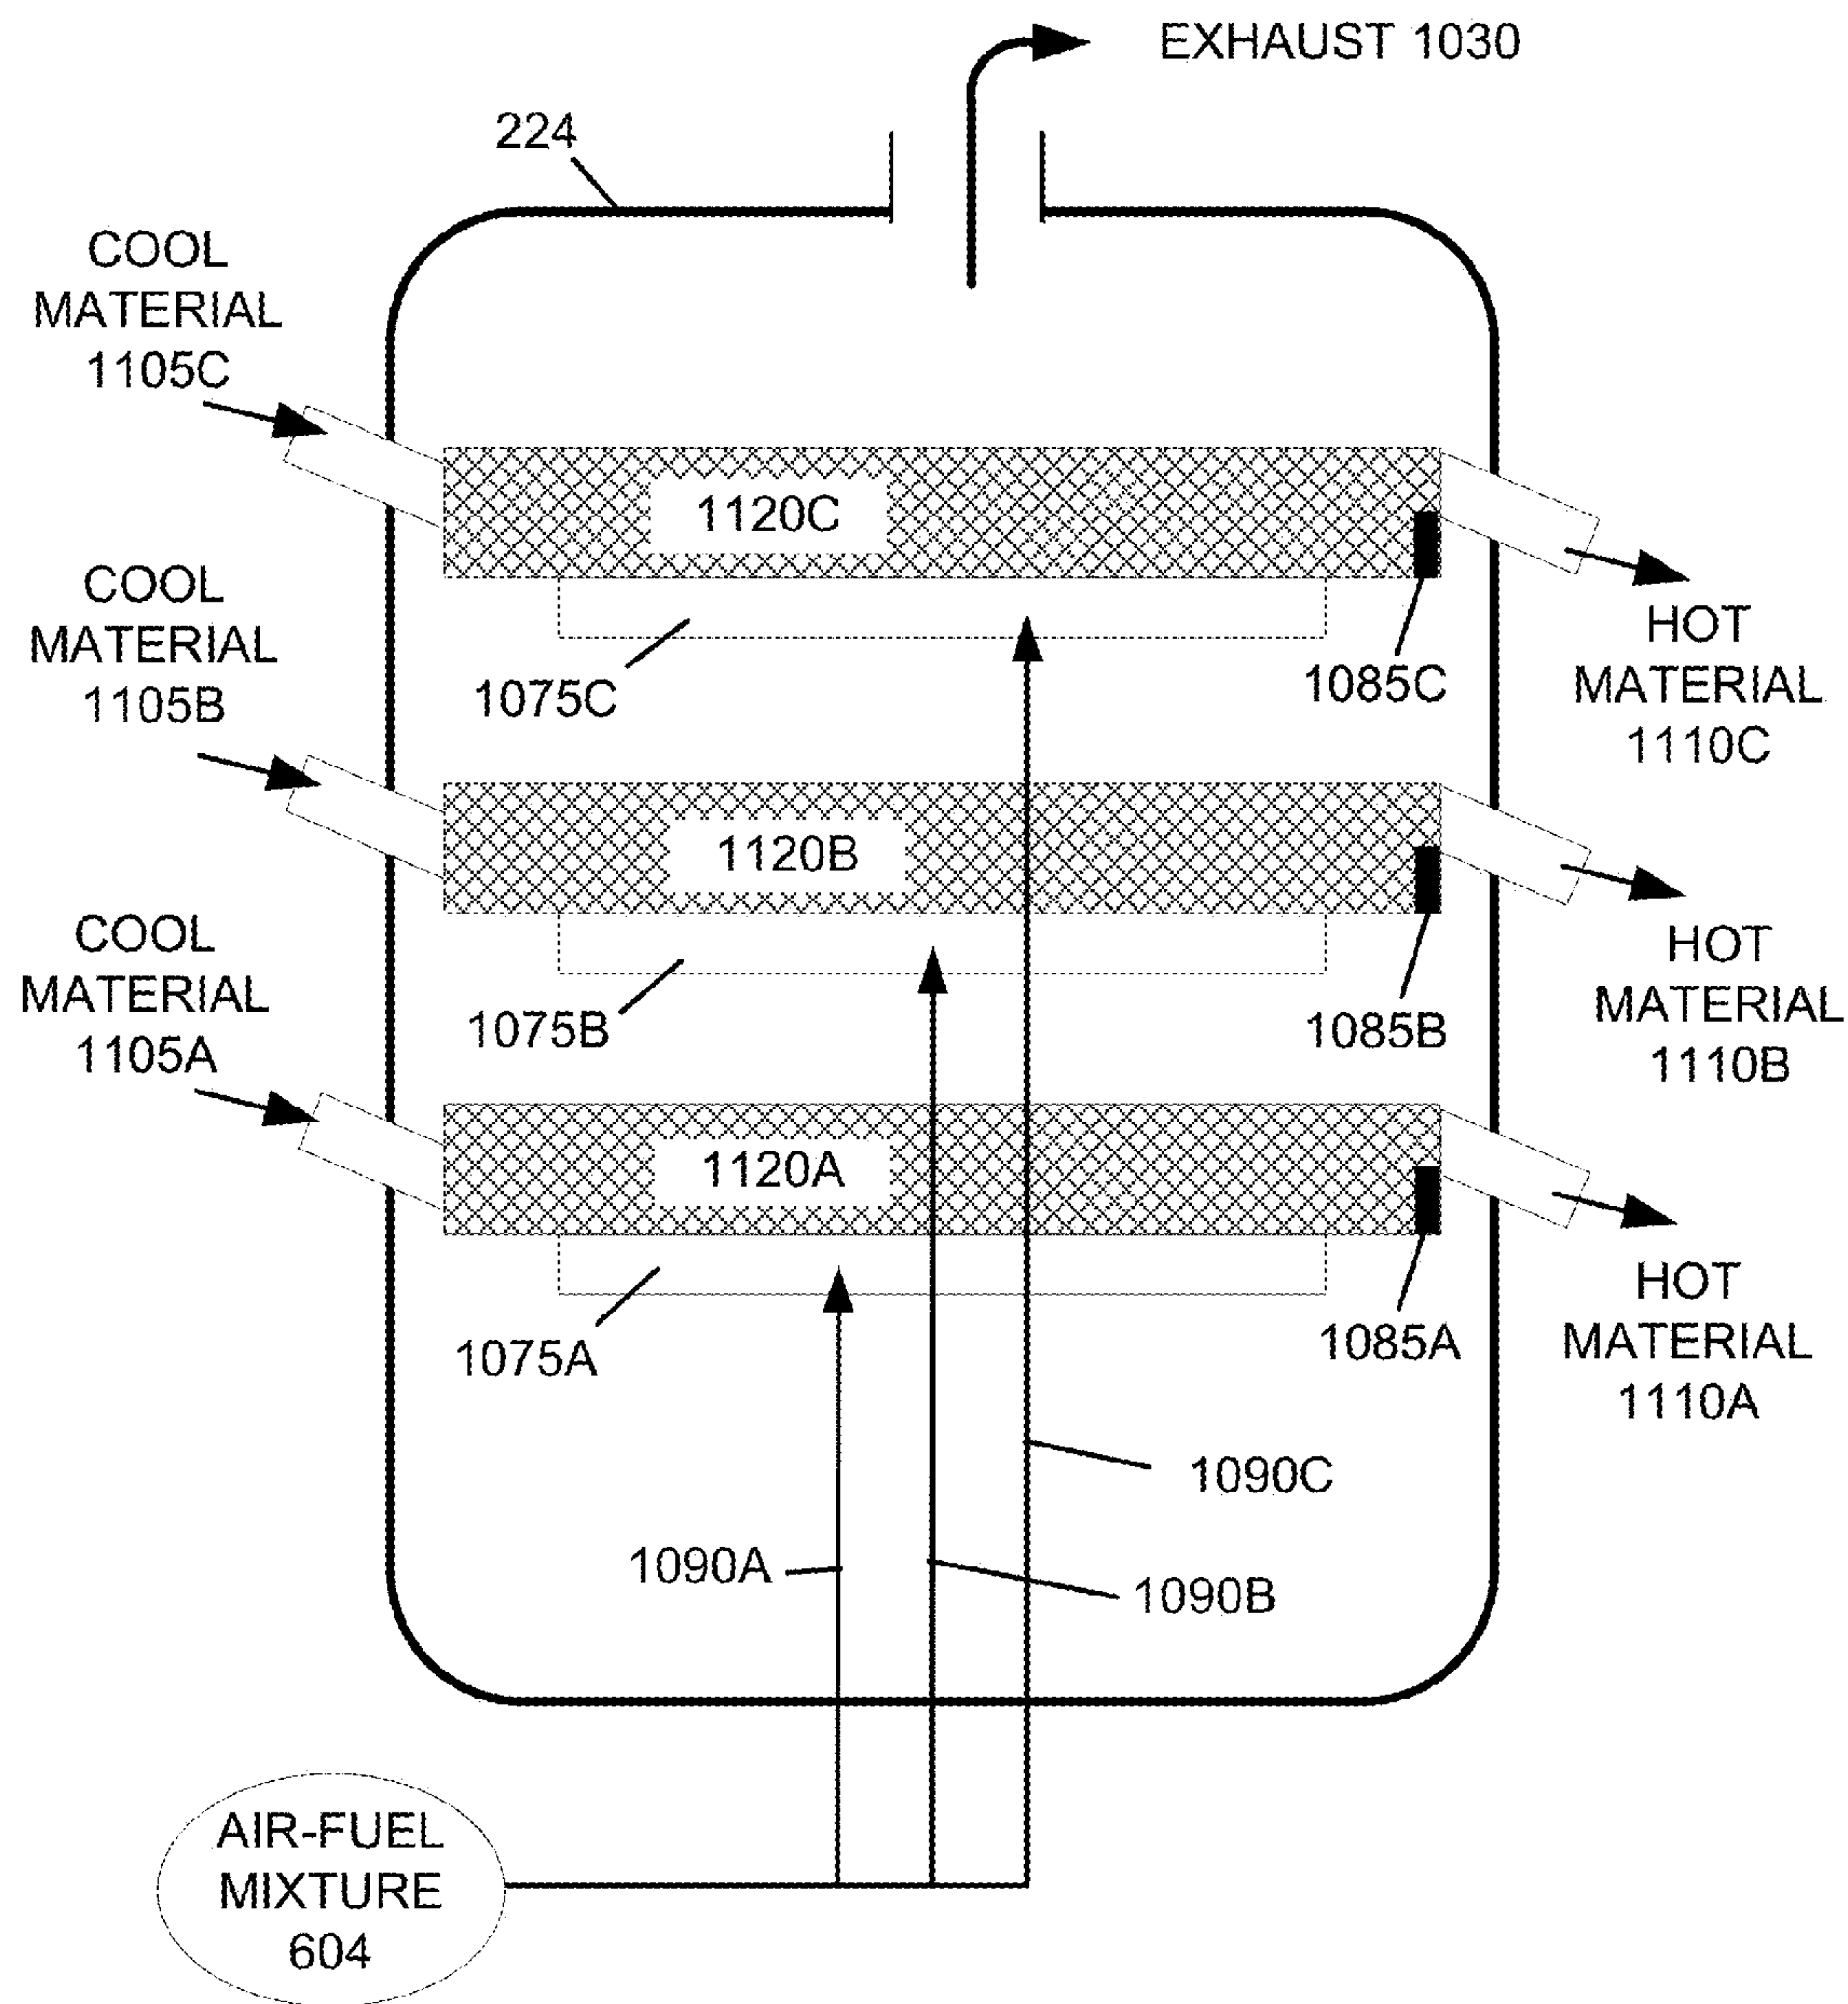 EXHAUST 1030
224
COOL
MATERIAL
1105C
1120C
COOL
MATERIAL
1105B
1075C
1085C
HOT
MATERIAL
1110C
1120B
COOL
MATERIAL
1105A
1075B
1085B
HOT
MATERIAL
1110B
1120A
1075A
1085A
HOT
MATERIAL
1110A
1090C
1090A
1090B
AIR-FUEL
MIXTURE
604